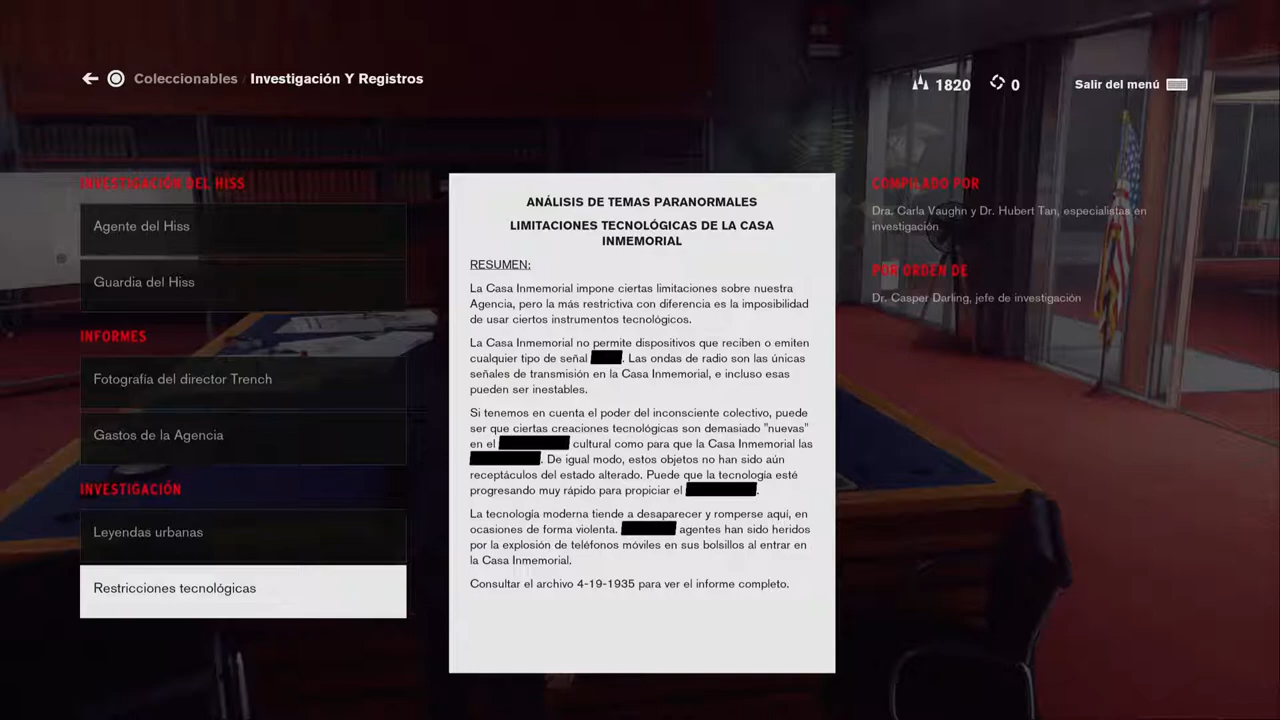 Coleccionables / Investigación Y Registros
1820
0
Salir del menú
INVESTIGACIÓN DEL HISS
Agente del Hiss
Guardia del Hiss
INFORMES
Fotografía del director Trench
Gastos de la Agencia
INVESTIGACIÓN
Leyendas urbanas
Restricciones tecnológicas
ANÁLISIS DE TEMAS PARANORMALES
LIMITACIONES TECNOLÓGICAS DE LA CASA
INMEMORIAL
RESUMEN:
La Casa Inmemorial impone ciertas limitaciones sobre nuestra
Agencia, pero la más restrictiva con diferencia es la imposibilidad
de usar ciertos instrumentos tecnológicos.
La Casa Inmemorial no permite dispositivos que reciben o emiten
cualquier tipo de señal . Las ondas de radio son las únicas
señales de transmisión en la Casa Inmemorial, e incluso esas
pueden ser inestables.
Si tenemos en cuenta el poder del inconsciente colectivo, puede
ser que ciertas creaciones tecnológicas son demasiado "nuevas"
en el cultural como para que la Casa Inmemorial las
. De igual modo, estos objetos no han sido aún
receptáculos del estado alterado. Puede que la tecnología esté
progresando muy rápido para propiciar el .
La tecnología moderna tiende a desaparecer y romperse aquí, en
ocasiones de forma violenta. agentes han sido heridos
por la explosión de teléfonos móviles en sus bolsillos al entrar en
la Casa Inmemorial.
Consultar el archivo 4-19-1935 para ver el informe completo.
COMPILADO POR
Dra. Carla Vaughn y Dr. Hubert Tan, especialistas en
investigación
POR ORDEN DE
Dr. Casper Darling, jefe de investigación